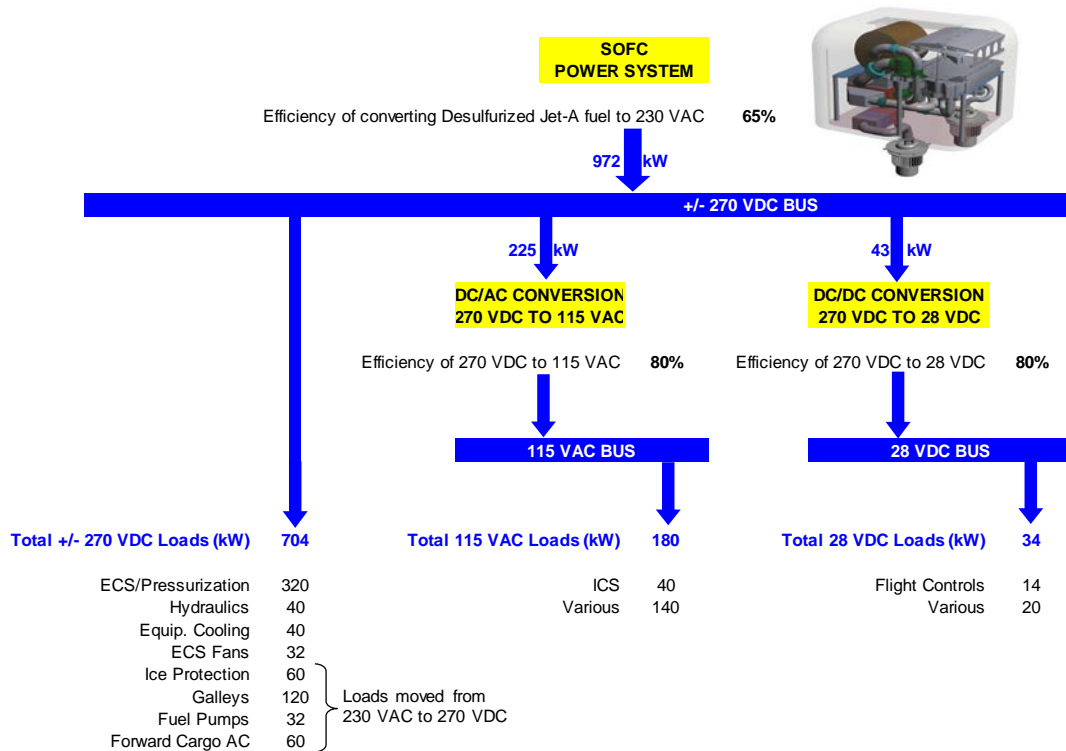 SOFC
POWER SYSTEM
Efficiency of converting Desulfurized Jet-A fuel to 230 VAC 65%
972 kW
+/- 270 VDC BUS
225 kW
43 kW
DC/AC CONVERSION
270 VDC TO 115 VAC
DC/DC CONVERSION
270 VDC TO 28 VDC
Efficiency of 270 VDC to 115 VAC 80%
Efficiency of 270 VDC to 28 VDC 80%
115 VAC BUS
28 VDC BUS
Total +/- 270 VDC Loads (kW) 704
Total 115 VAC Loads (kW) 180
Total 28 VDC Loads (kW) 34
ECS/Pressurization 320
Hydraulics 40
Equip. Cooling 40
ECS Fans 32
Ice Protection 60
Galleys 120
Fuel Pumps 32
Forward Cargo AC 60
Loads moved from
230 VAC to 270 VDC
ICS 40
Various 140
Flight Controls 14
Various 20